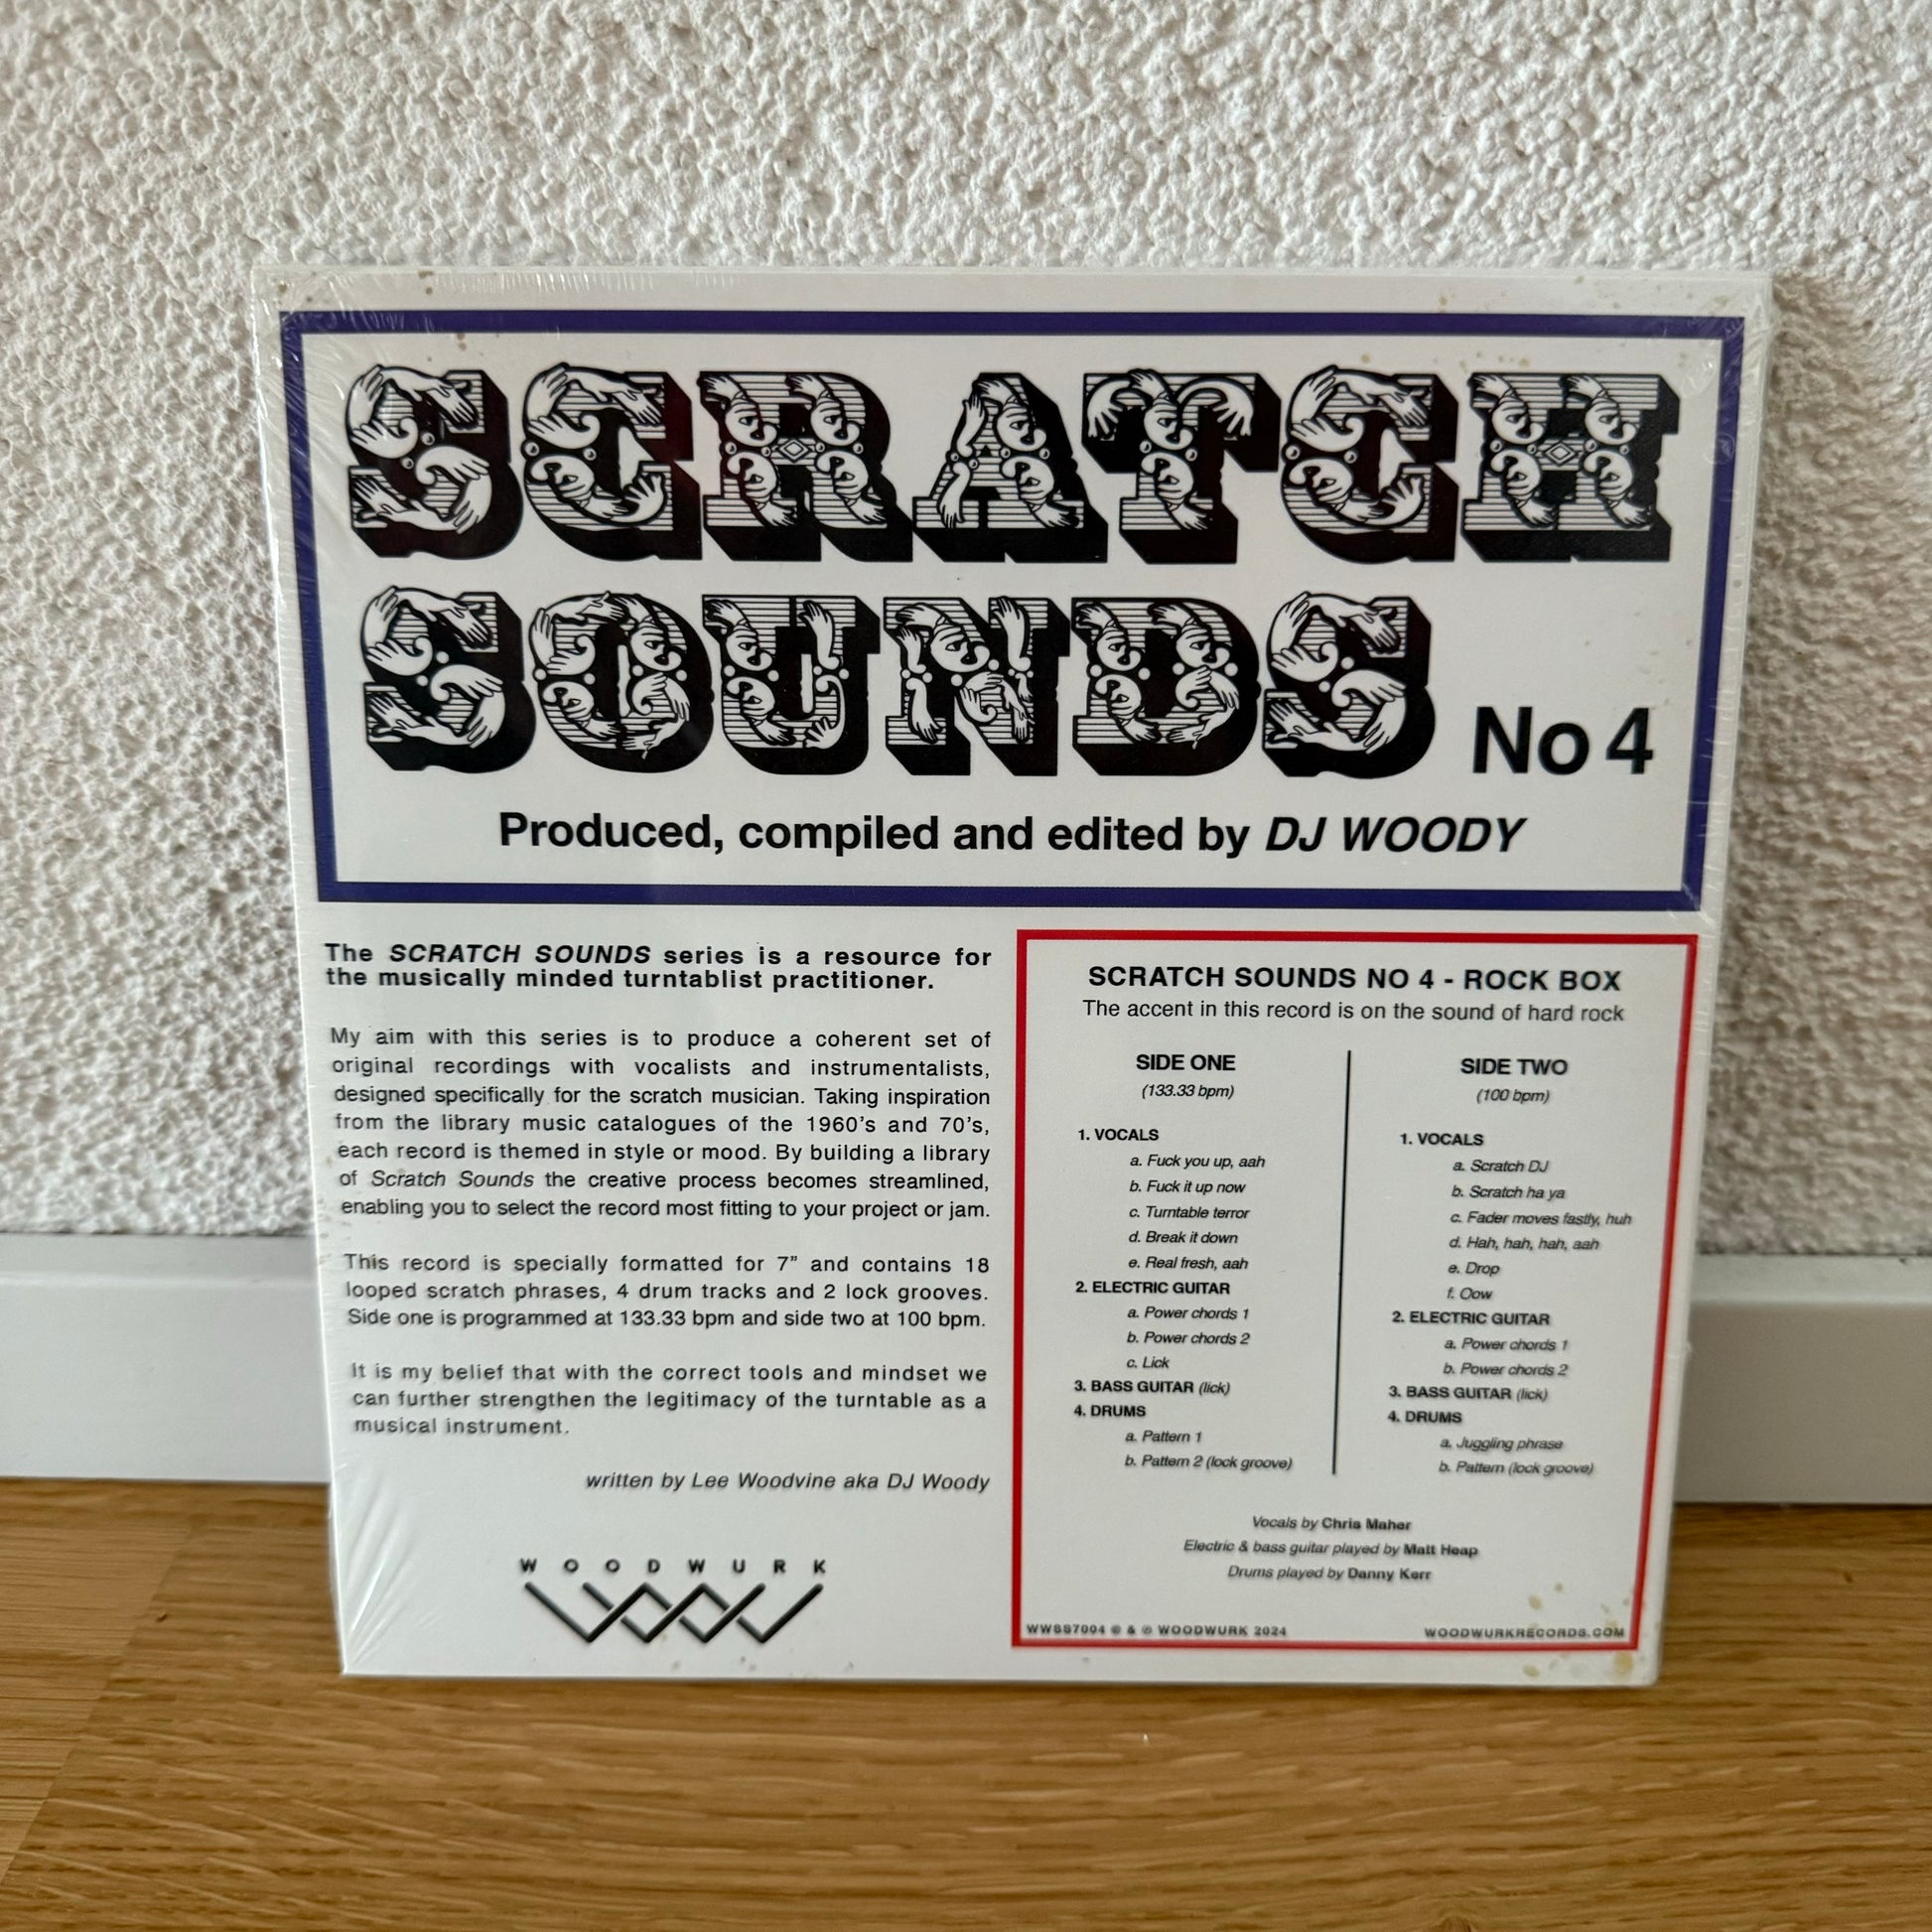 SCRATCH
SOUNDS No 4
Produced, compiled and edited by DJ WOODY
The SCRATCH SOUNDS series is a resource for
the musically minded turntablist practitioner.
My aim with this series is to produce a coherent set of
original recordings with vocalists and instrumentalists,
designed specifically for the scratch musician. Taking inspiration
from the library music catalogues of the 1960's and 70's,
each record is themed in style or mood. By building a library
of Scratch Sounds the creative process becomes streamlined,
enabling you to select the record most fitting to your project or jam.
This record is specially formatted for 7" and contains 18
looped scratch phrases, 4 drum tracks and 2 lock grooves.
Side one is programmed at 133.33 bpm and side two at 100 bpm.
It is my belief that with the correct tools and mindset we
can further strengthen the legitimacy of the turntable as a
musical instrument.
written by Lee Woodvine aka DJ Woody
WOODWURK
SCRATCH SOUNDS NO 4 - ROCK BOX
The accent in this record is on the sound of hard rock
SIDE ONE
(133.33 bpm)
1. VOCALS
a. Fuck you up, aah
b. Fuck it up now
c. Turntable terror
d. Break it down
e. Real fresh, aah
2. ELECTRIC GUITAR
a. Power chords 1
b. Power chords 2
c. Lick
3. BASS GUITAR (lick)
4. DRUMS
a. Pattern 1
b. Pattern 2 (lock groove)
SIDE TWO
(100 bpm)
1. VOCALS
a. Scratch DJ
b. Scratch ha ya
c. Fader moves fastly, huh
d. Hah, hah, hah, aah
e. Drop
f. Oow
2. ELECTRIC GUITAR
a. Power chords 1
b. Power chords 2
3. BASS GUITAR (lick)
4. DRUMS
a. Juggling phrase
b. Pattern (lock groove)
Vocals by Chris Maher
Electric & bass guitar played by Matt Heap
Drums played by Danny Kerr
WWSS7004 © & ℗ WOODWURK 2024
WOODWURKRECORDS.COM